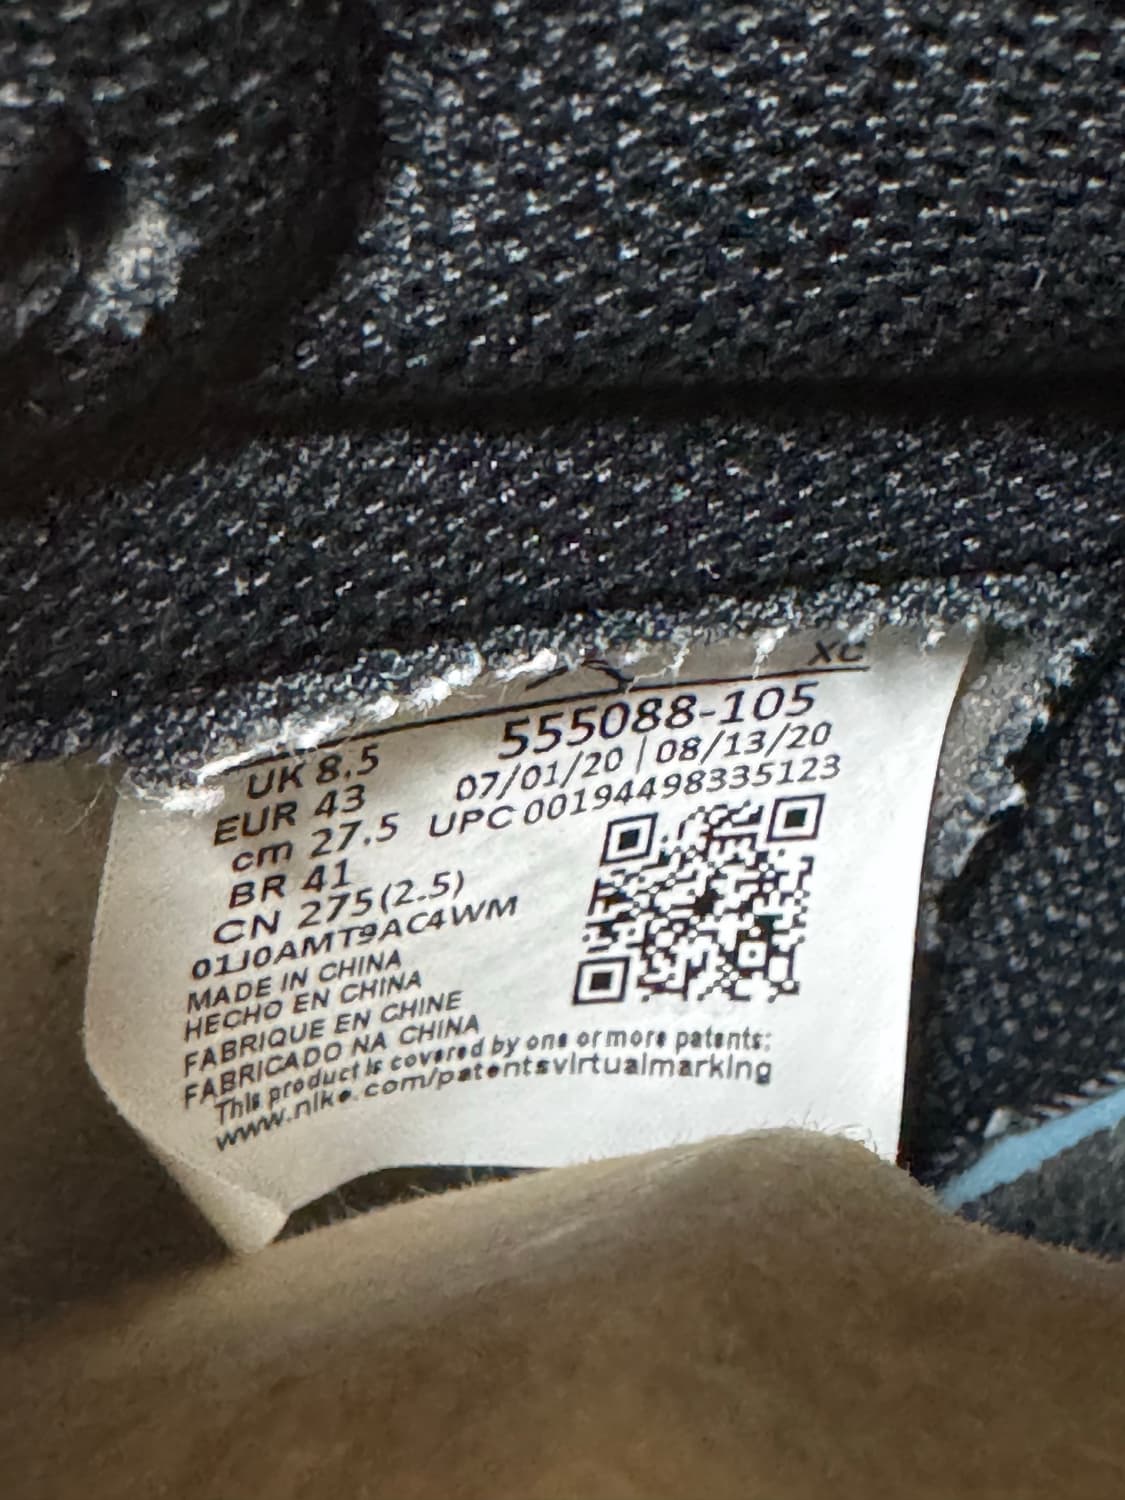 XC
555088-105
UK 8.5 07/01/20 | 08/13/20
EUR 43 UPC 00194498335123
cm 27.5
BR 41
CN 275(2.5)
01J0AMT9AC4WM
MADE IN CHINA
HECHO EN CHINA
FABRIQUE EN CHINE
FABRICADO NA CHINA
This product is covered by one or more patents:
www.nike.com/patentsvirtualmarking